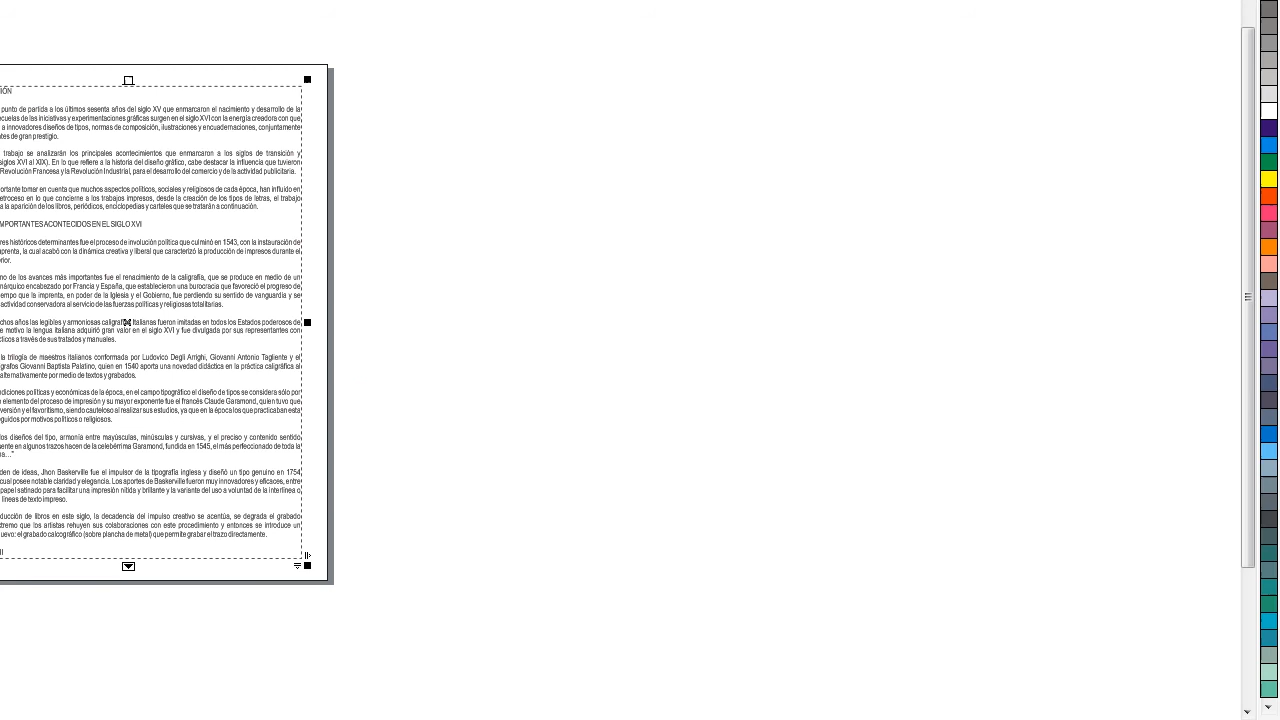 IÓN
punto de partida a los últimos sesenta años del siglo XV que enmarcaron el nacimiento y desarrollo de la
ecuelas de las iniciativas y experimentaciones gráficas surgen en el siglo XVI con la energía creadora con que
a innovadores diseños de tipos, normas de composición, ilustraciones y encuadernaciones, conjuntamente
ntes de gran prestigio.
trabajo se analizarán los principales acontecimientos que enmarcaron a los siglos de transición y
siglos XVI al XIX). En lo que refiere a la historia del diseño gráfico, cabe destacar la influencia que tuvieron
Revolución Francesa y la Revolución Industrial, para el desarrollo del comercio y de la actividad publicitaria.
ortante tomar en cuenta que muchos aspectos políticos, sociales y religiosos de cada época, han influido en
etroceso en lo que concierne a los trabajos impresos, desde la creación de los tipos de letras, el trabajo
a la aparición de los libros, periódicos, enciclopedias y carteles que se tratarán a continuación.
MPORTANTES ACONTECIDOS EN EL SIGLO XVI
res históricos determinantes fue el proceso de involución política que culminó en 1543, con la instauración de
prenta, la cual acabó con la dinámica creativa y liberal que caracterizó la producción de impresos durante el
rior.
no de los avances más importantes fue el renacimiento de la caligrafía, que se produce en medio de un
nárquico encabezado por Francia y España, que establecieron una burocracia que favoreció el progreso de
empo que la imprenta, en poder de la Iglesia y el Gobierno, fue perdiendo su sentido de vanguardia y se
actividad conservadora al servicio de las fuerzas políticas y religiosas totalitarias.
chos años las legibles y armoniosas caligrafías Italianas fueron imitadas en todos los Estados poderosos de
e motivo la lengua italiana adquirió gran valor en el siglo XVI y fue divulgada por sus representantes con
cticos a través de sus tratados y manuales.
la trilogía de maestros italianos conformada por Ludovico Degli Arrighi, Giovanni Antonio Tagliente y el
ígrafos Giovanni Baptista Palatino, quien en 1540 aporta una novedad didáctica en la práctica caligráfica al
alternativamente por medio de textos y grabados.
ndiciones políticas y económicas de la época, en el campo tipográfico el diseño de tipos se considera sólo por
e elemento del proceso de impresión y su mayor exponente fue el francés Claude Garamond, quien tuvo que
versión y el favoritismo, siendo cauteloso al realizar sus estudios, ya que en la época los que practicaban esta
eguidos por motivos políticos o religiosos.
los diseños del tipo, armonía entre mayúsculas, minúsculas y cursivas, y el preciso y contenido sentido
sente en algunos trazos hacen de la celebérrima Garamond, fundida en 1545, el más perfeccionado de toda la
na..."
den de ideas, Jhon Baskerville fue el impulsor de la tipografía inglesa y diseñó un tipo genuino en 1754
cual posee notable claridad y elegancia. Los aportes de Baskerville fueron muy innovadores y eficaces, entre
papel satinado para facilitar una impresión nítida y brillante y la variante del uso a voluntad de la interlínea o
líneas de texto impreso.
ducción de libros en este siglo, la decadencia del impulso creativo se acentúa, se degrada el grabado
xtremo que los artistas rehuyen sus colaboraciones con este procedimiento y entonces se introduce un
uevo: el grabado calcográfico (sobre plancha de metal) que permite grabar el trazo directamente.
II